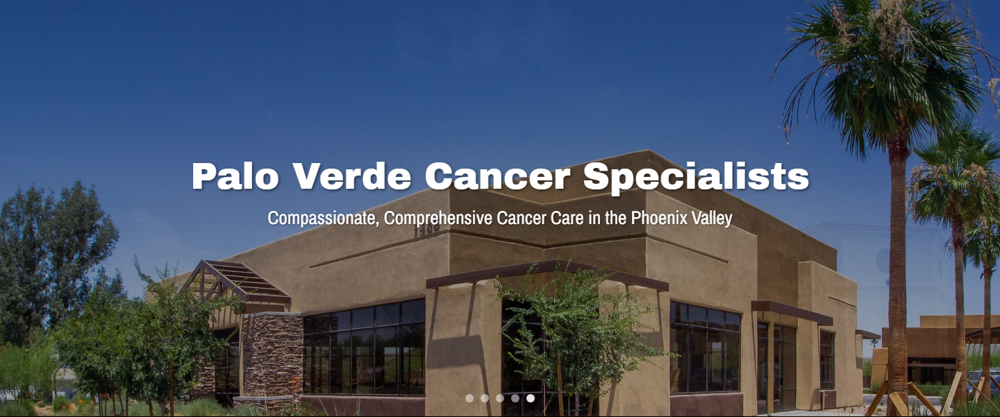 Palo Verde Cancer Specialists
Compassionate, Comprehensive Cancer Care in the Phoenix Valley